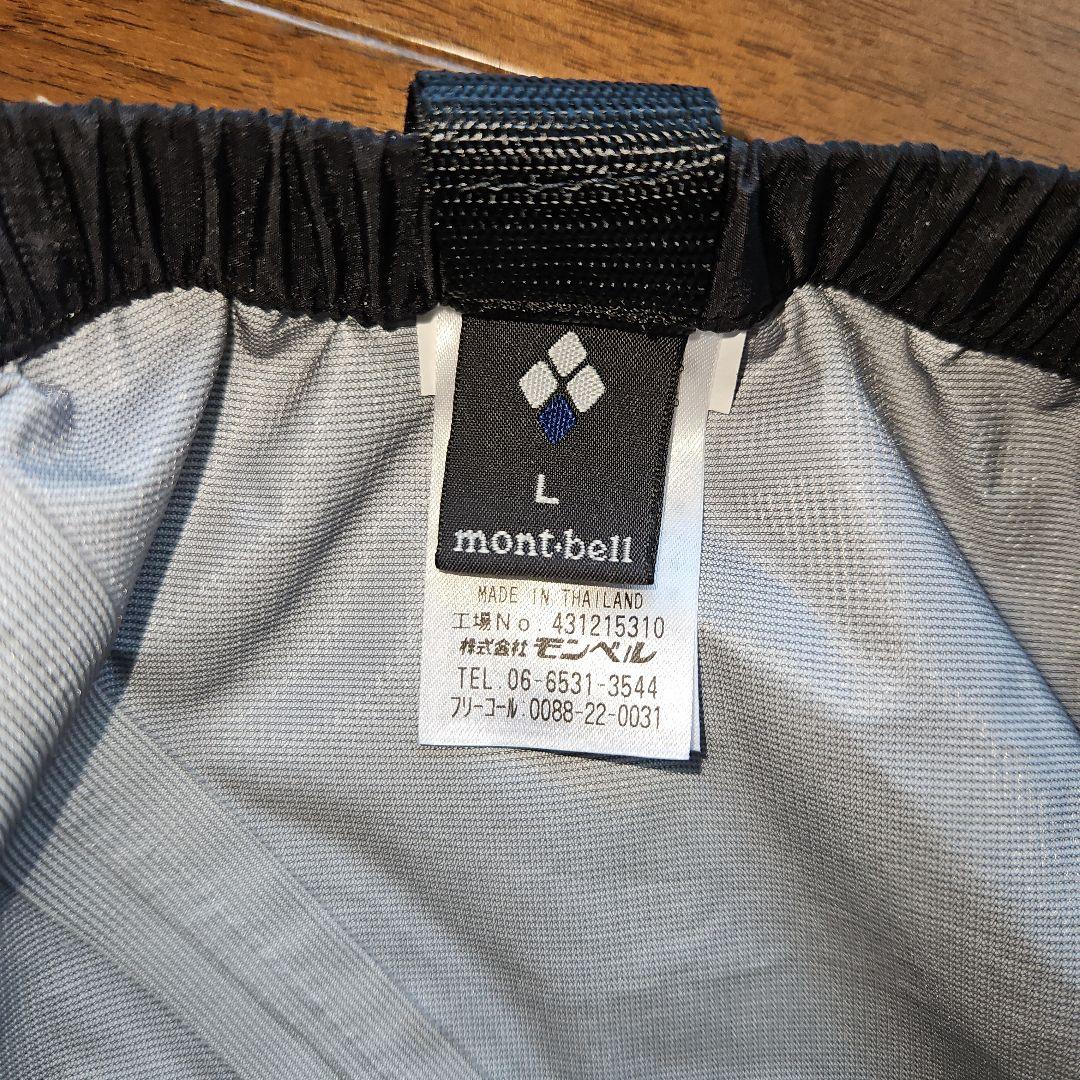 L
mont·bell
MADE IN THAILAND
工場No. 431215310
株式会社 モンベル
TEL. 06-6531-3544
フリーコール. 0088-22-0031